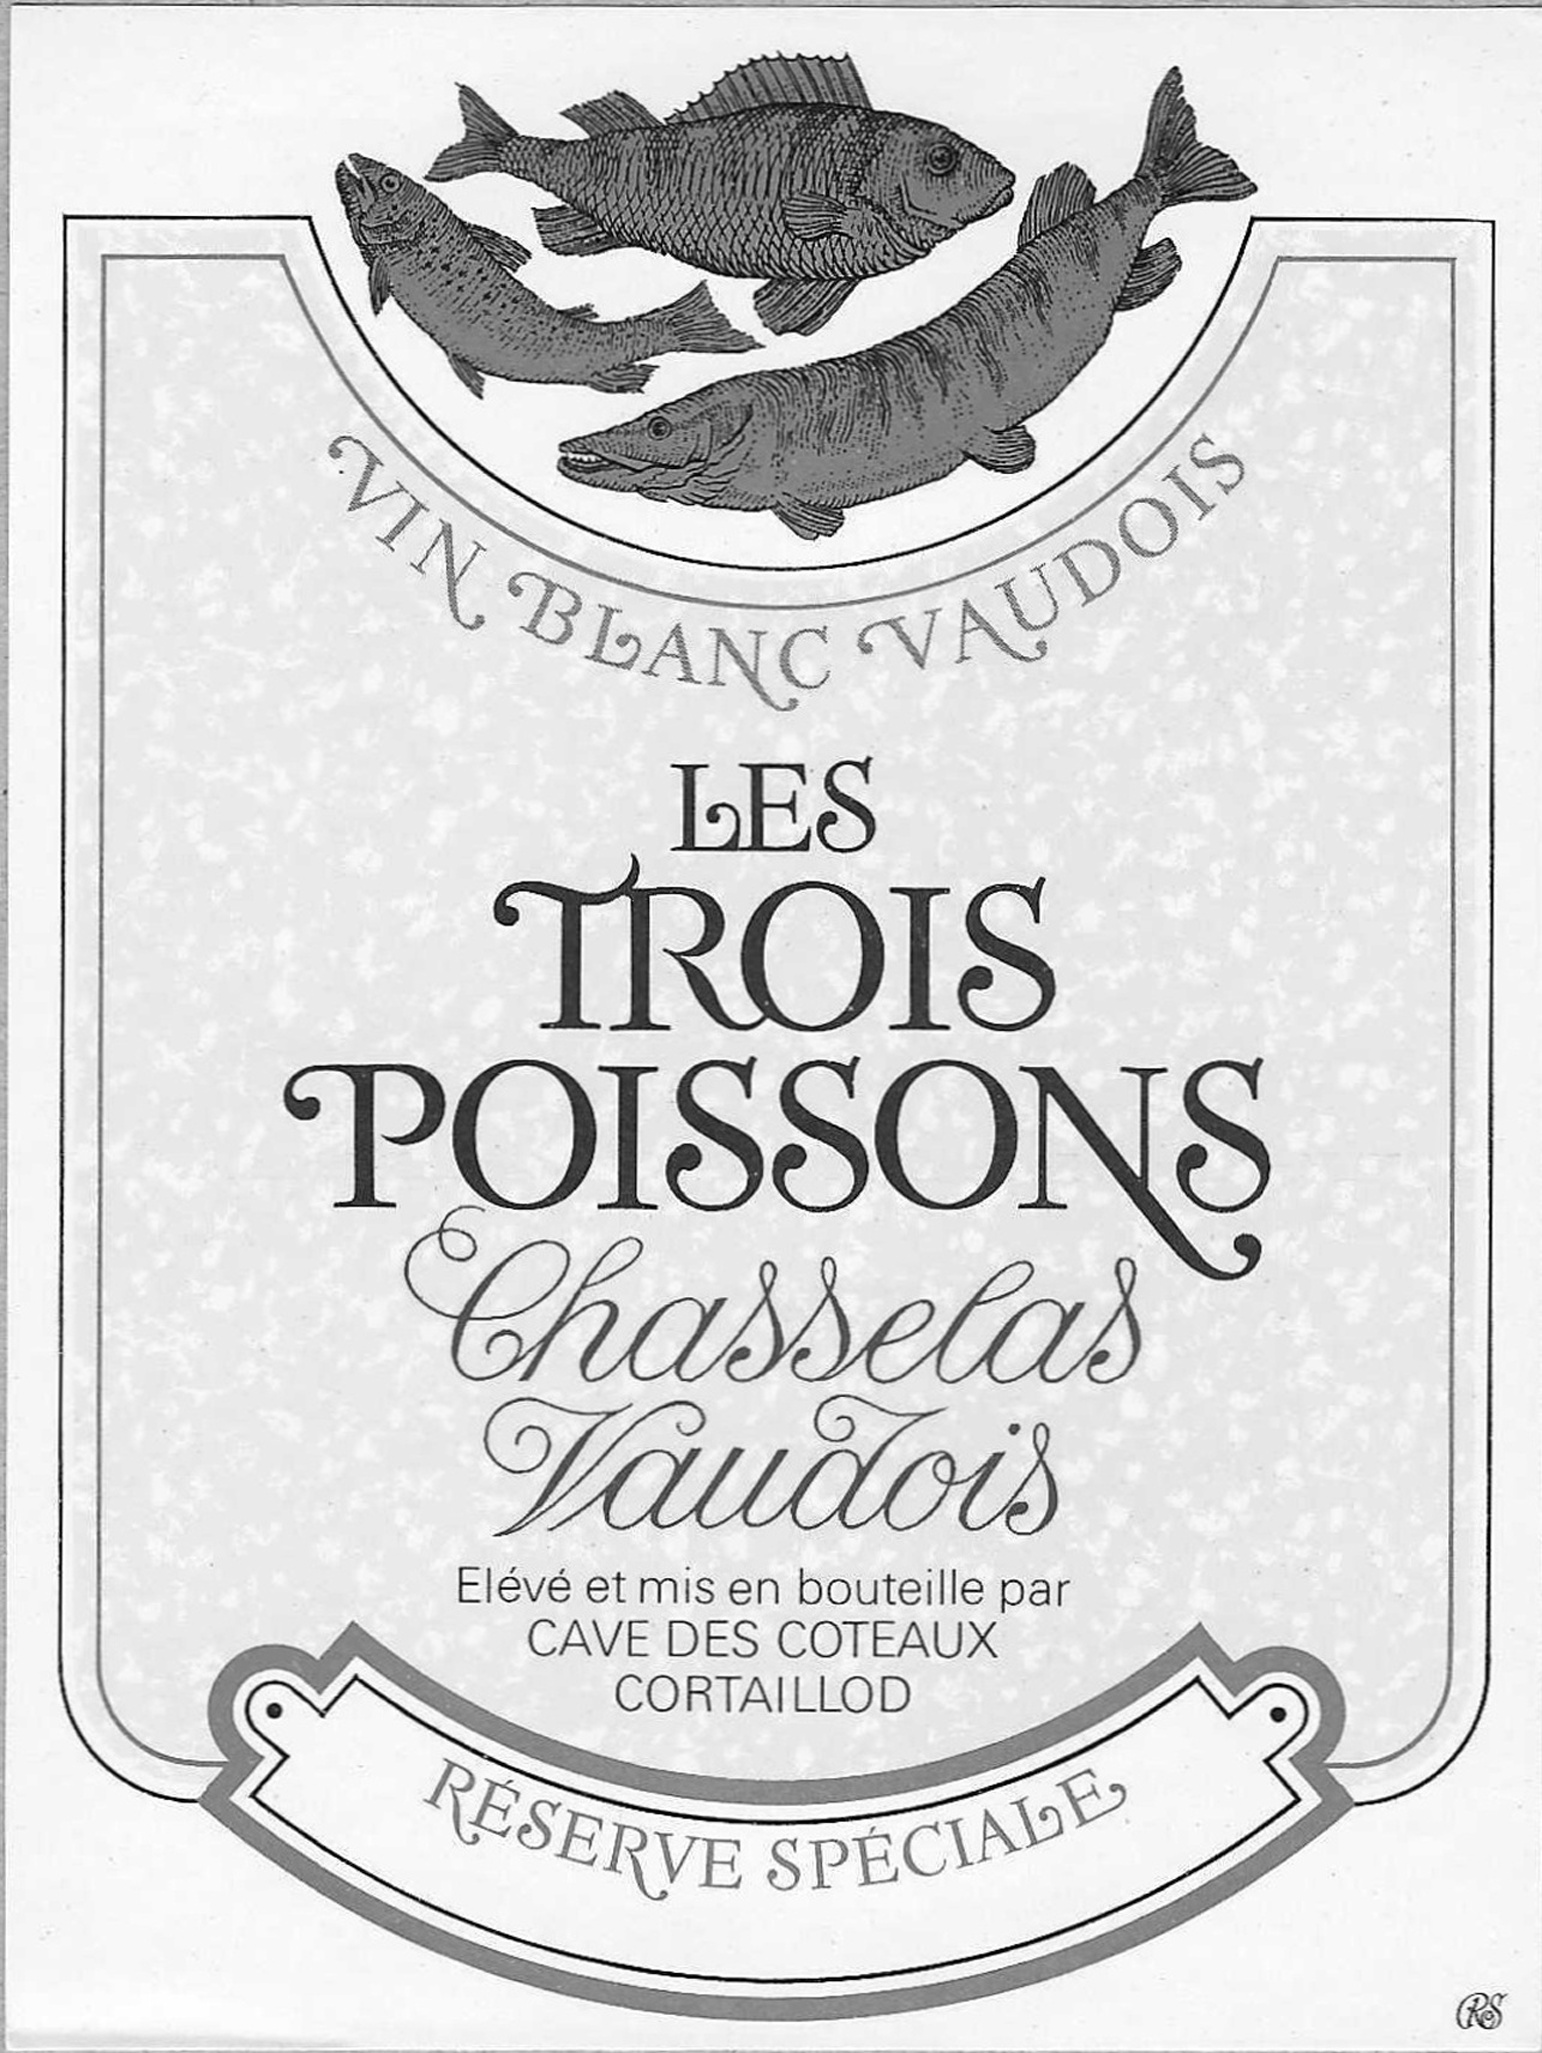 VIN BLANC VAUDOIS
LES
TROIS
POISSONS
Chasselas
Vaudois
Elévé et mis en bouteille par
CAVE DES COTEAUX
CORTAILLOD
RÉSERVE SPÉCIALE
RS